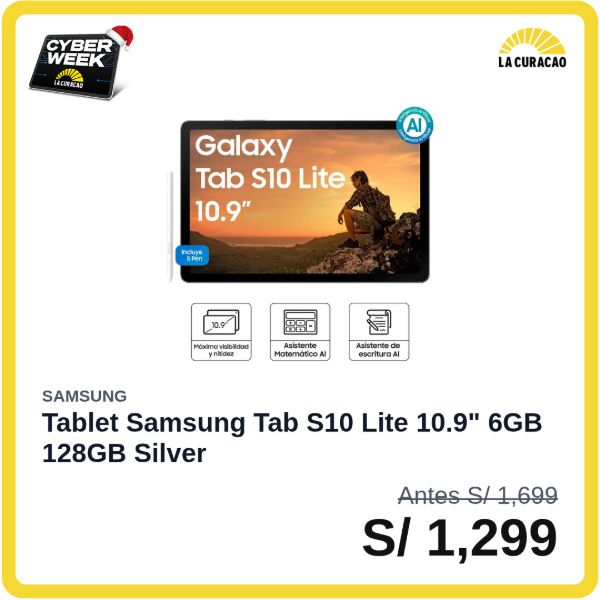 CYBER
WEEK
LA CURACAO
LA CURACAO
AI
Galaxy
Tab S10 Lite
10.9"
Incluye
S Pen
10.9"
Máxima visibilidad
y nitidez
Asistente
Matemático AI
Asistente de
escritura AI
SAMSUNG
Tablet Samsung Tab S10 Lite 10.9" 6GB
128GB Silver
Antes S/ 1,699
S/ 1,299